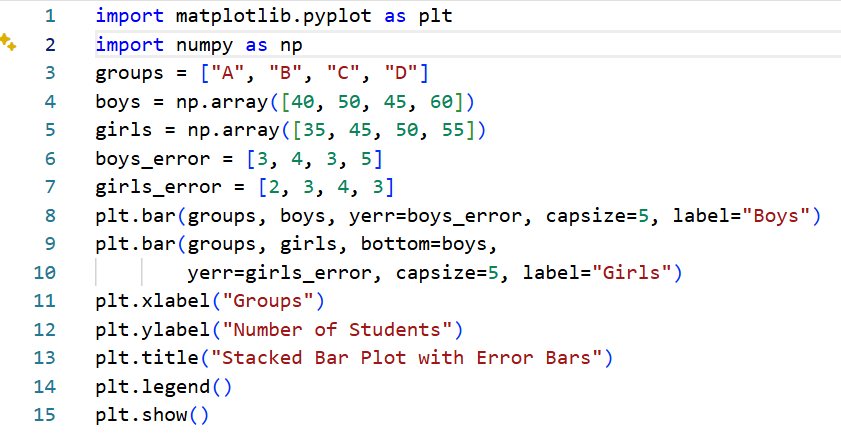 1 import matplotlib.pyplot as plt
2 import numpy as np
3 groups = ["A", "B", "C", "D"]
4 boys = np.array([40, 50, 45, 60])
5 girls = np.array([35, 45, 50, 55])
6 boys_error = [3, 4, 3, 5]
7 girls_error = [2, 3, 4, 3]
8 plt.bar(groups, boys, yerr=boys_error, capsize=5, label="Boys")
9 plt.bar(groups, girls, bottom=boys,
10         yerr=girls_error, capsize=5, label="Girls")
11 plt.xlabel("Groups")
12 plt.ylabel("Number of Students")
13 plt.title("Stacked Bar Plot with Error Bars")
14 plt.legend()
15 plt.show()